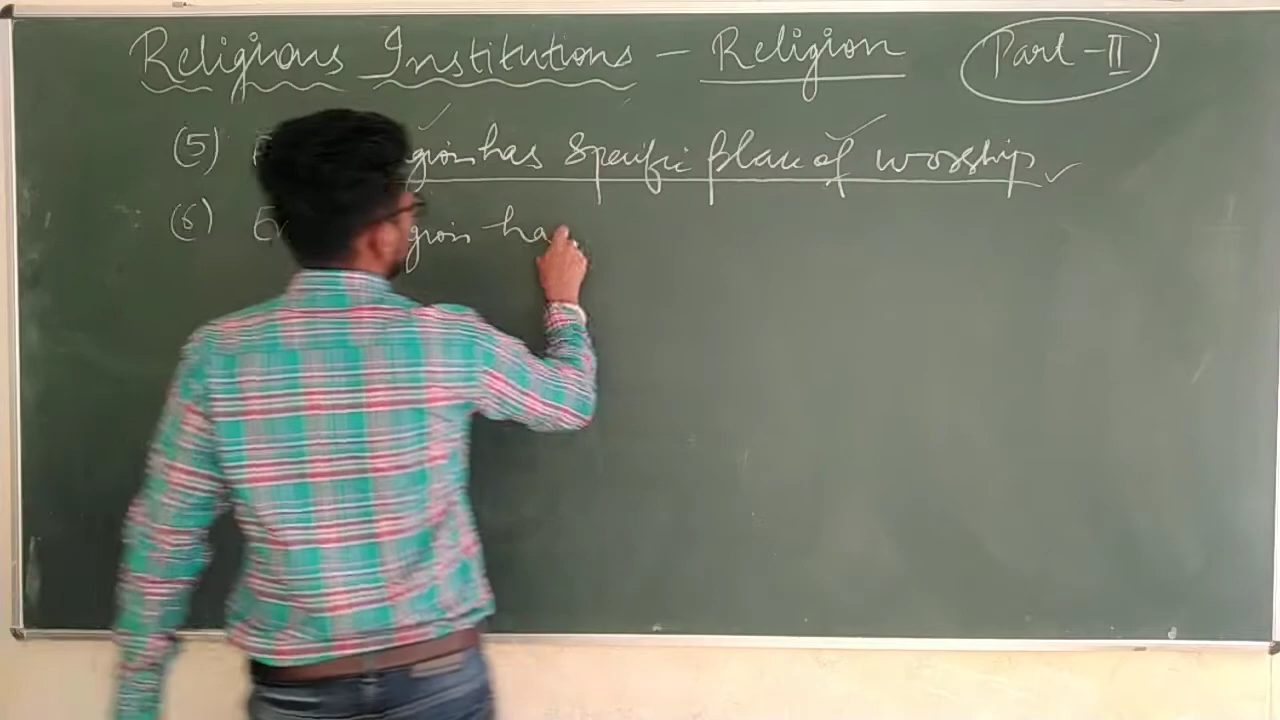 Religious Institutions — Religion Part-II
(5) gion has Specific place of worship
(6) gion ha